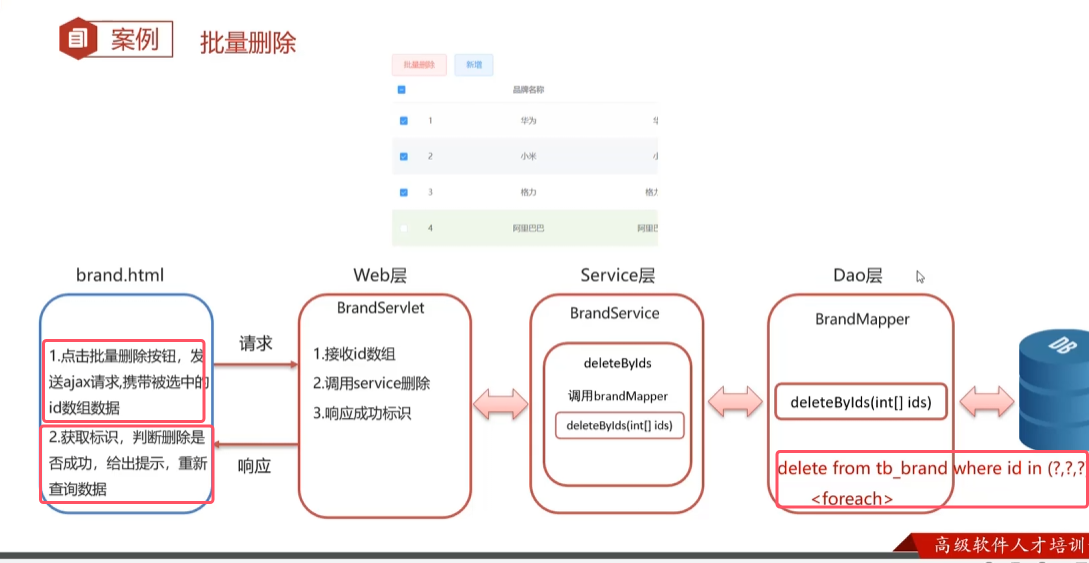 案例
批量删除
批量删除 新增
品牌名称
1 华为
2 小米
3 格力 格力
4 阿里巴巴
brand.html
1.点击批量删除按钮，发
送ajax请求,携带被选中的
id数组数据
2.获取标识，判断删除是
否成功，给出提示，重新
查询数据
请求
响应
Web层
BrandServlet
1.接收id数组
2.调用service删除
3.响应成功标识
Service层
BrandService
deleteByIds
调用brandMapper
deleteByIds(int[] ids)
Dao层
BrandMapper
deleteByIds(int[] ids)
delete from tb_brand where id in (?,?,?
<foreach>
DB
高级软件人才培训